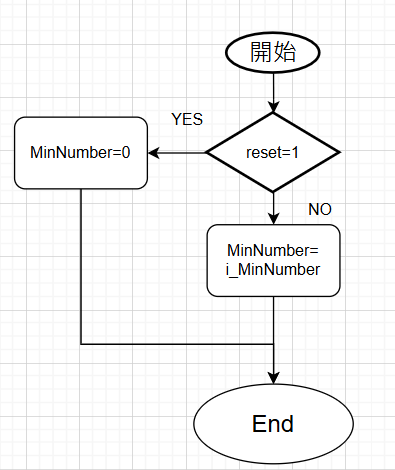 開始
YES
MinNumber=0
reset=1
NO
MinNumber=
i_MinNumber
End